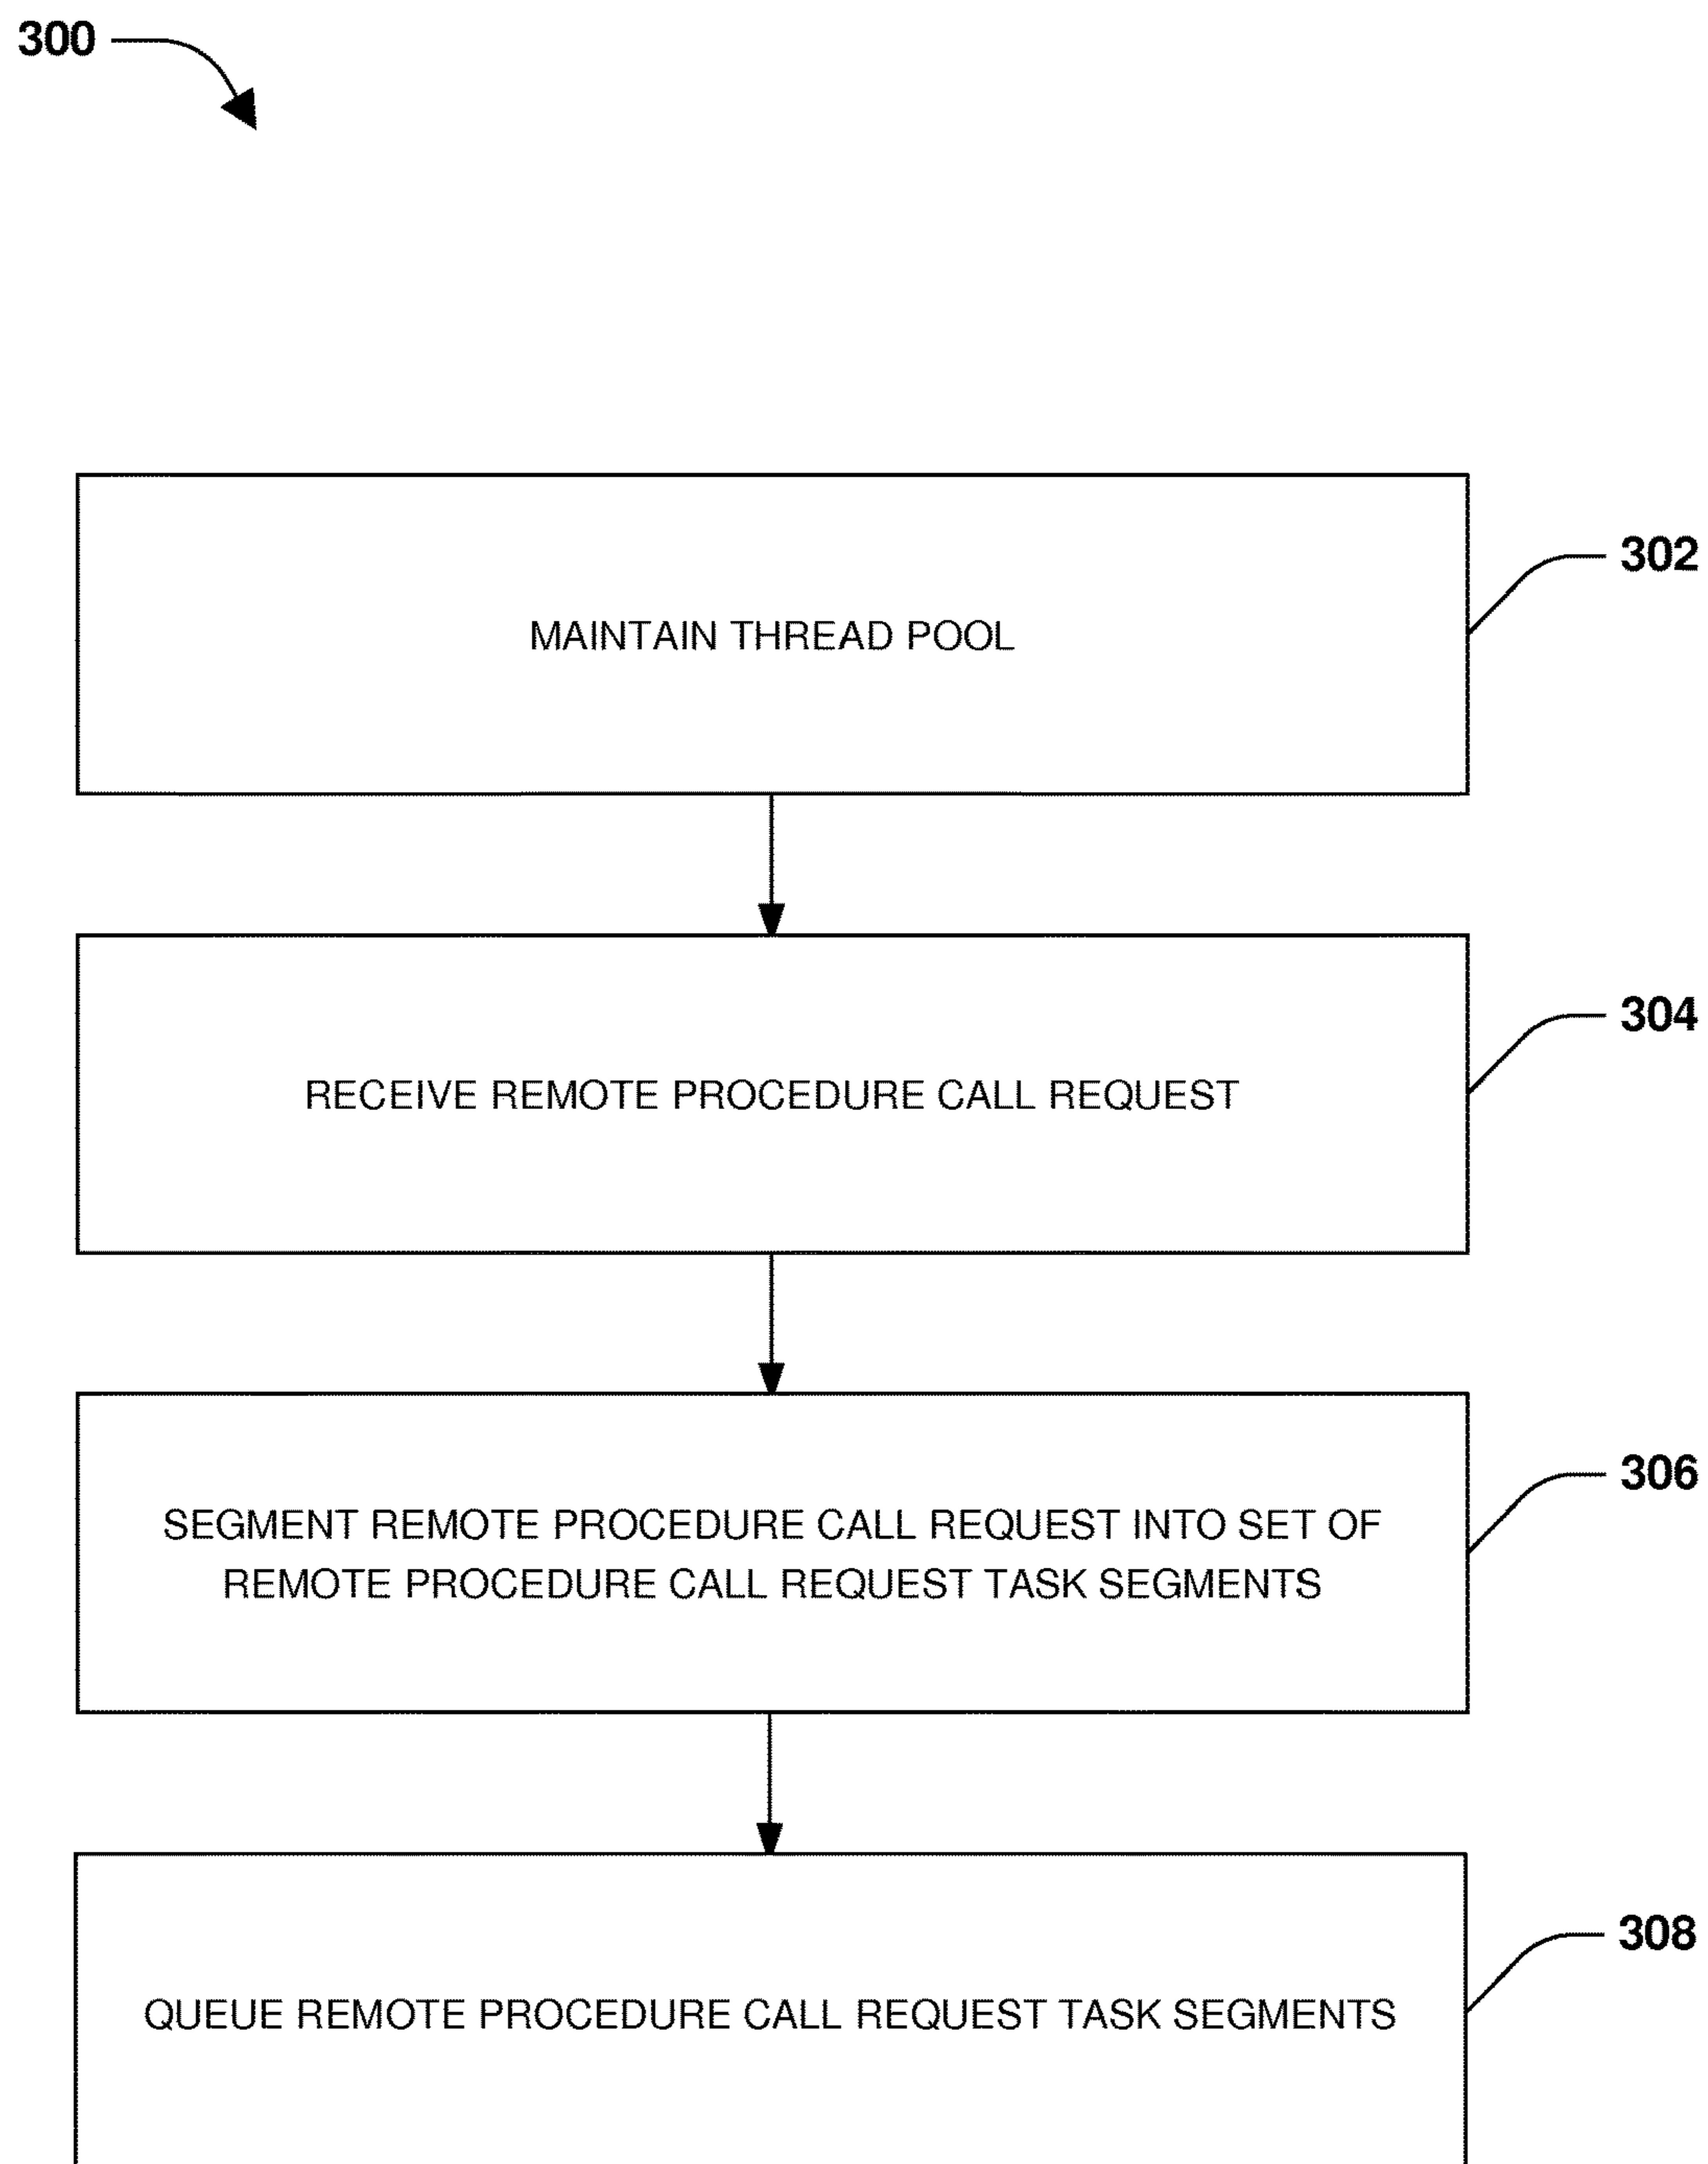 300
MAINTAIN THREAD POOL
302
RECEIVE REMOTE PROCEDURE CALL REQUEST
304
SEGMENT REMOTE PROCEDURE CALL REQUEST INTO SET OF
REMOTE PROCEDURE CALL REQUEST TASK SEGMENTS
306
QUEUE REMOTE PROCEDURE CALL REQUEST TASK SEGMENTS
308